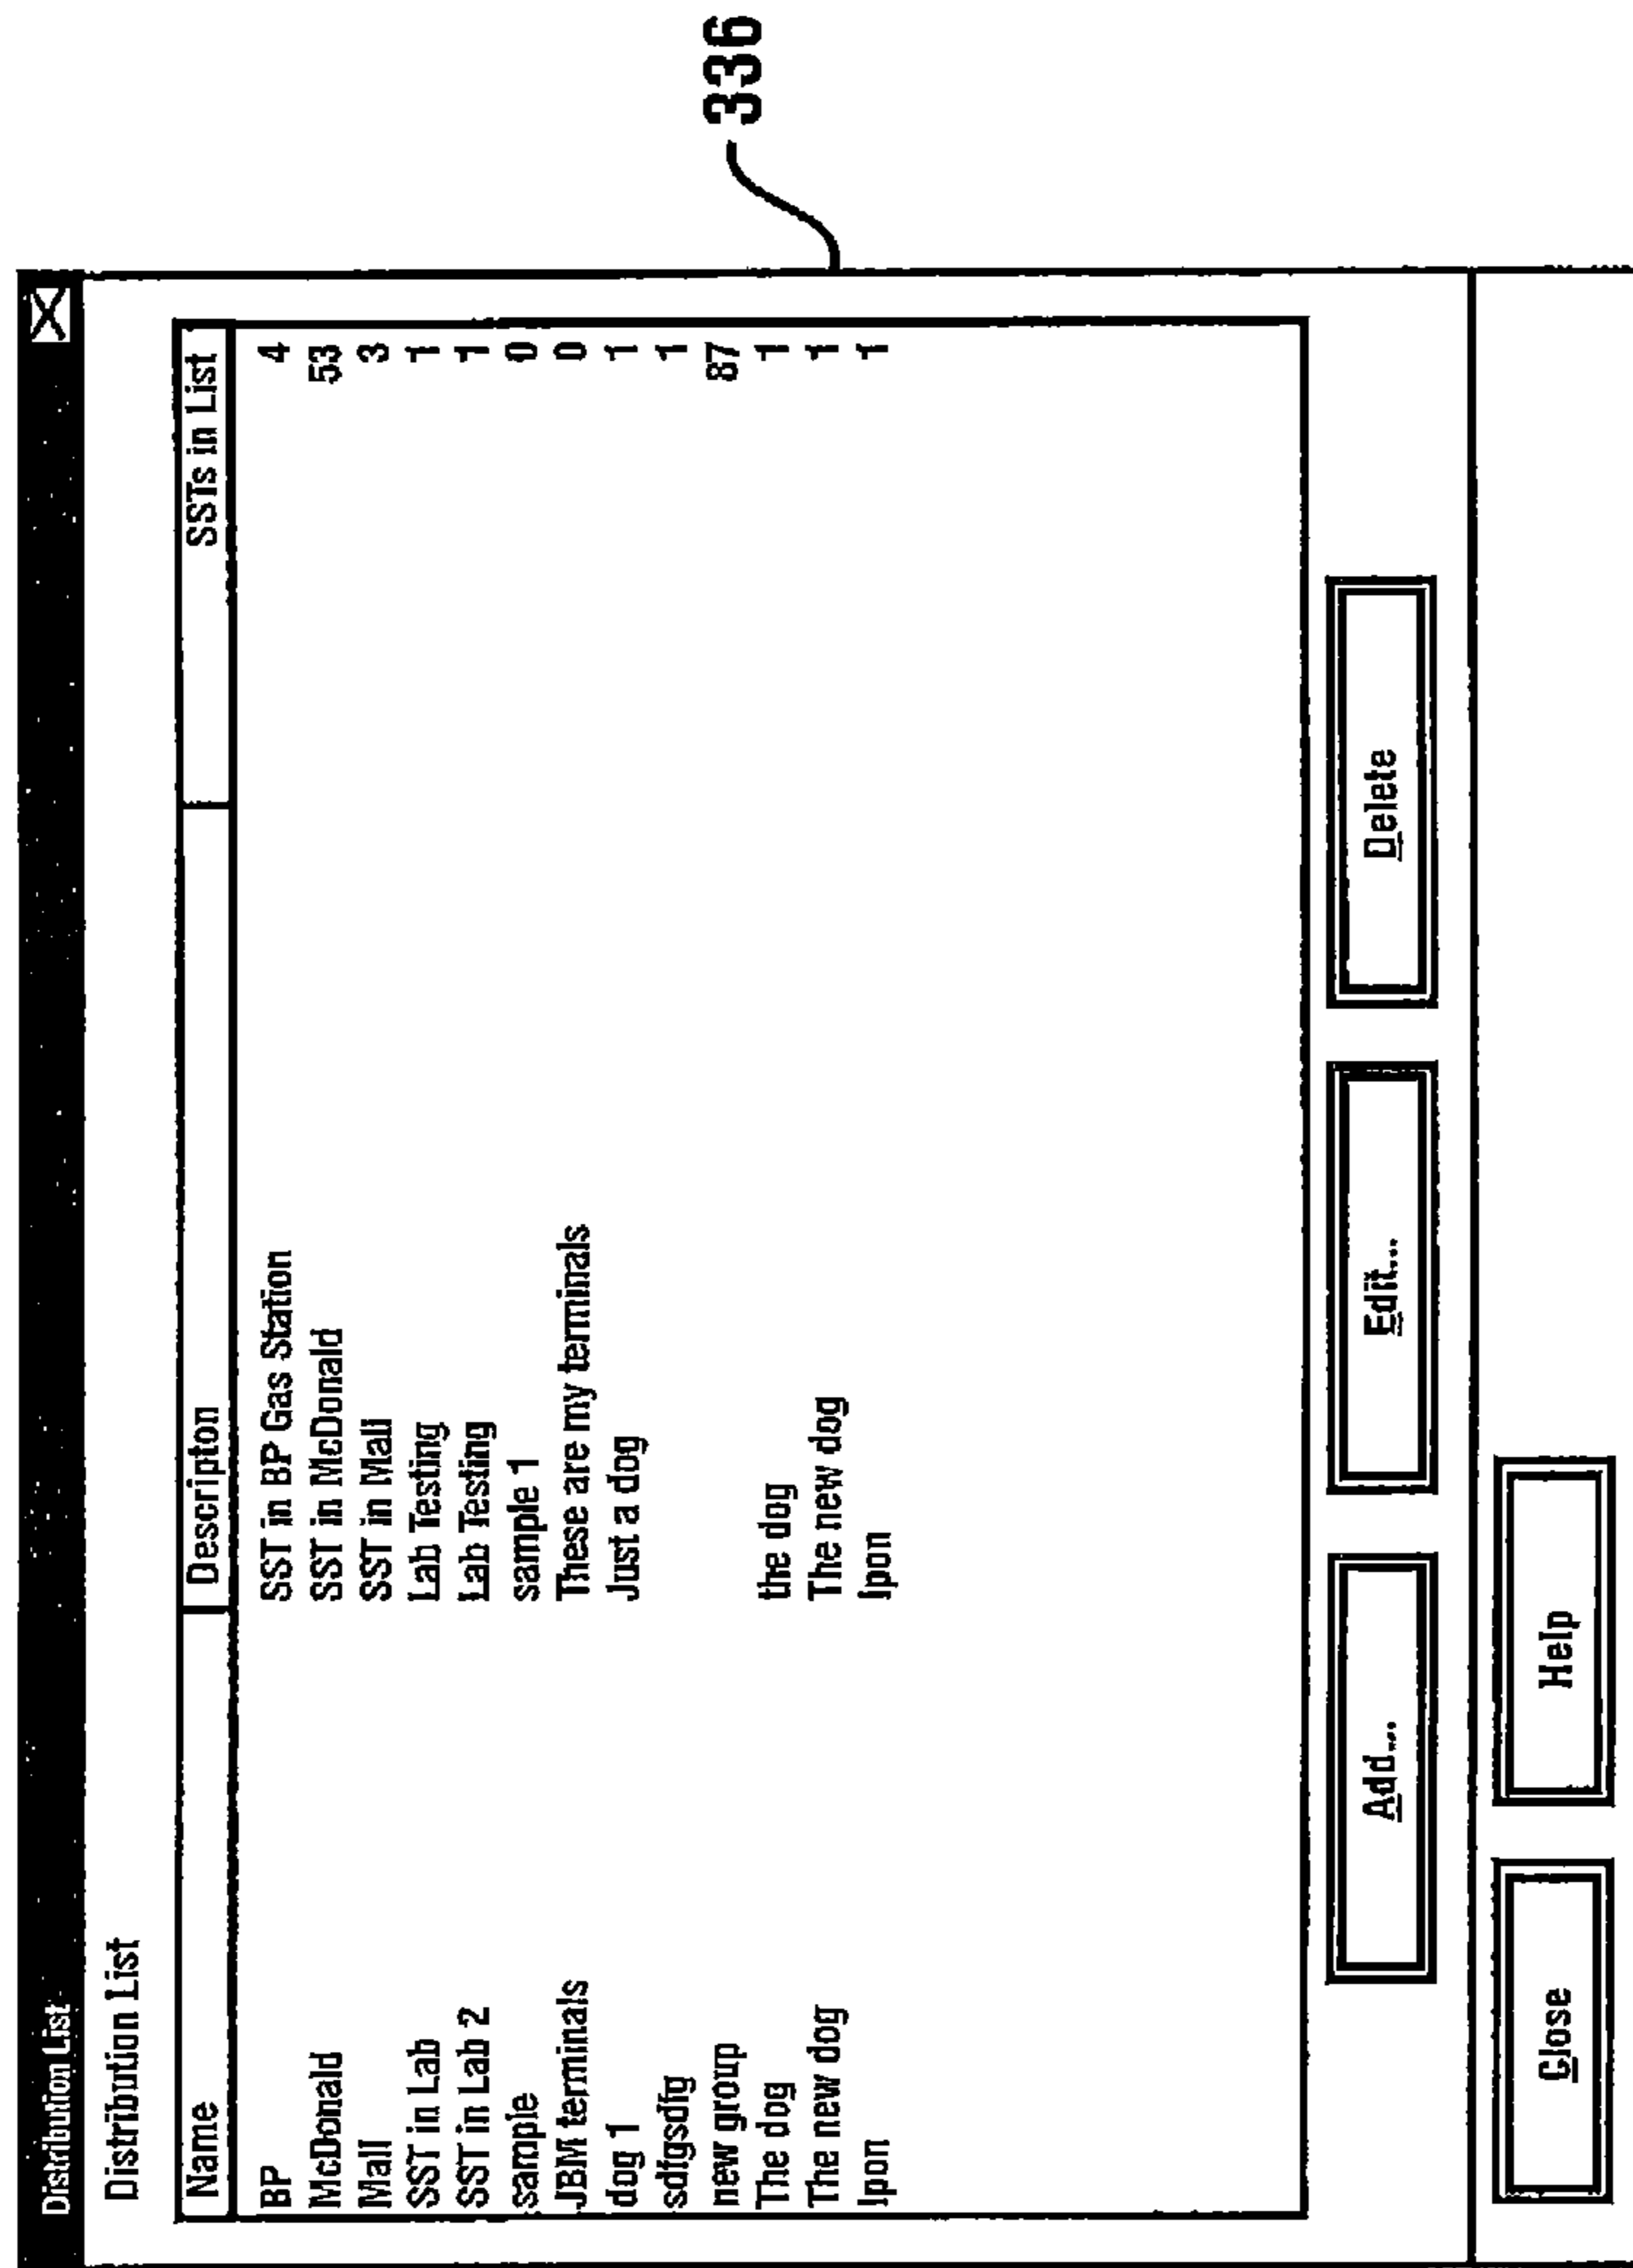 Distribution List
Distribution List
Name Descripton SSTs in List
BP SST in BP Gas Station 4
McDonald SST in McDonald 53
Mall SST in Mall 3
SST in Lab Lab Testing 1
SST in Lab 2 Lab Testing 1
sample sample 1 0
JBM terminals These are my terminals 0
dog 1 Just a dog 1
sdfgsdfg 1
new group 87
The dog the dog 1
The new dog The new dog 1
lpon lpon 1
Add... Edit... Delete
Close Help
336